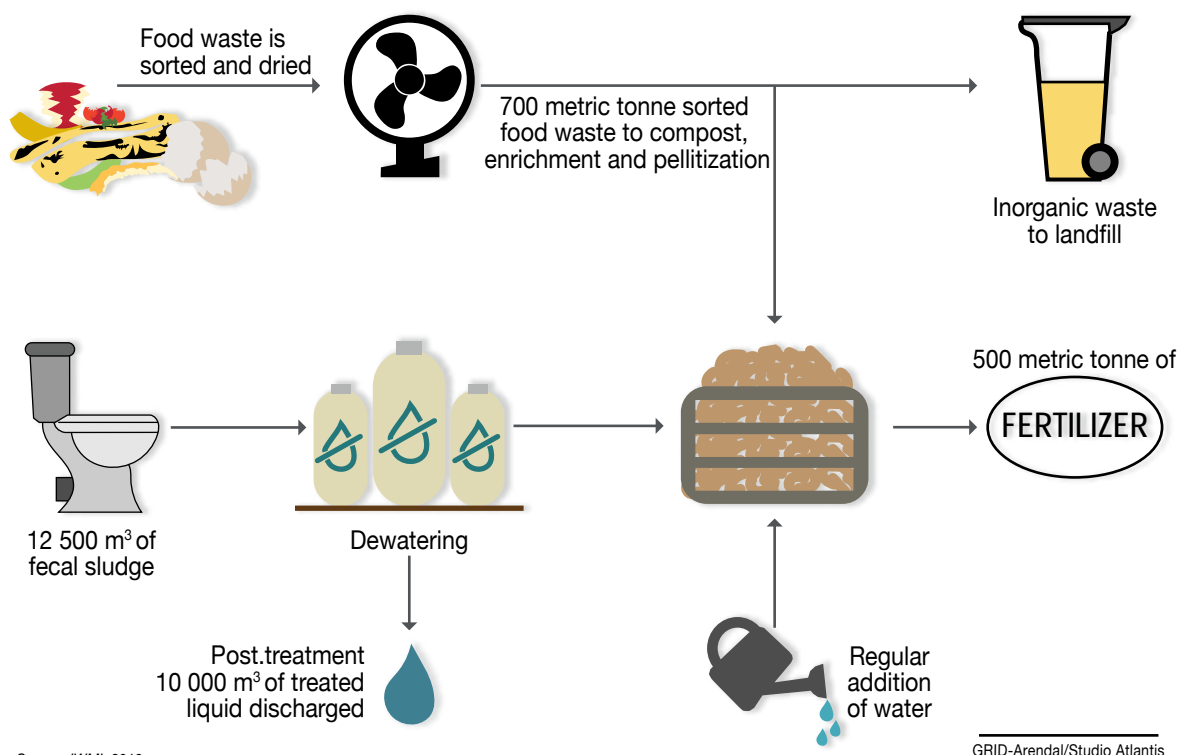 Food waste is
sorted and dried
700 metric tonne sorted
food waste to compost,
enrichment and pellitization
Inorganic waste
to landfill
12 500 m³ of
fecal sludge
Dewatering
500 metric tonne of
FERTILIZER
Post.treatment
10 000 m³ of treated
liquid discharged
Regular
addition
of water
GRID-Arendal/Studio Atlantis